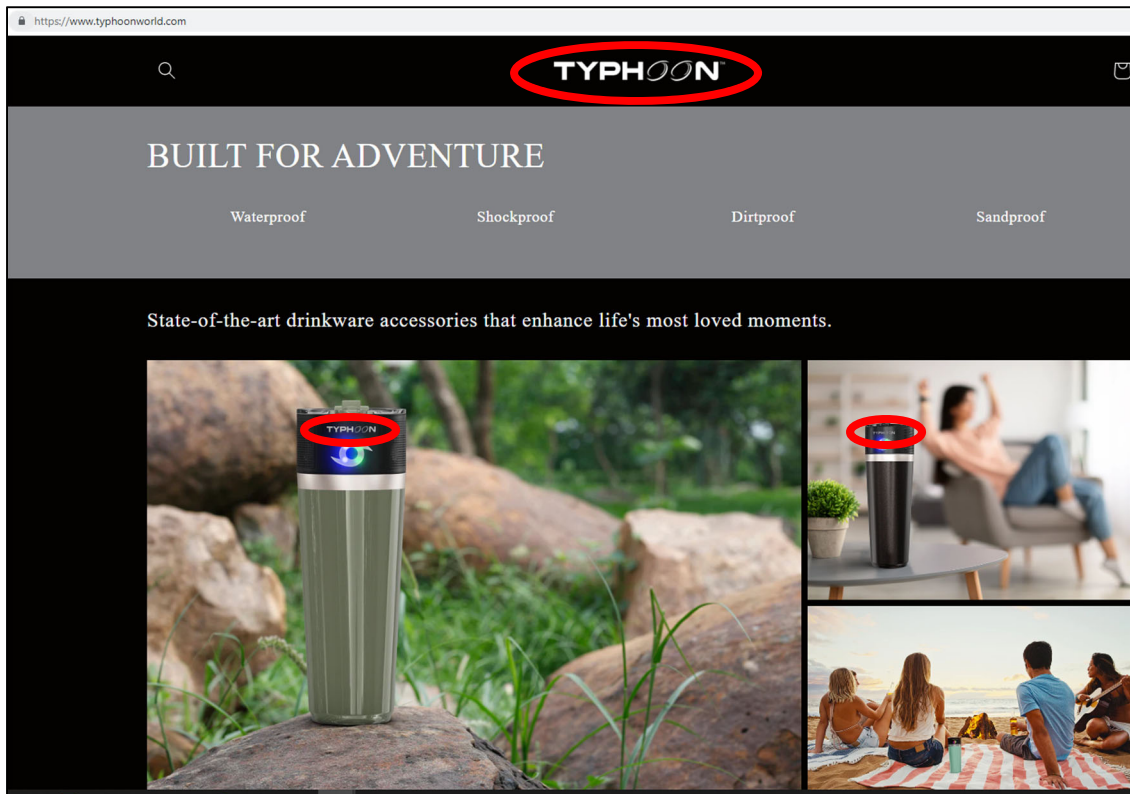 https://www.typhoonworld.com
TYPHOON™
BUILT FOR ADVENTURE
Waterproof Shockproof Dirtproof Sandproof
State-of-the-art drinkware accessories that enhance life's most loved moments.
TYPHOON
TYPHOON